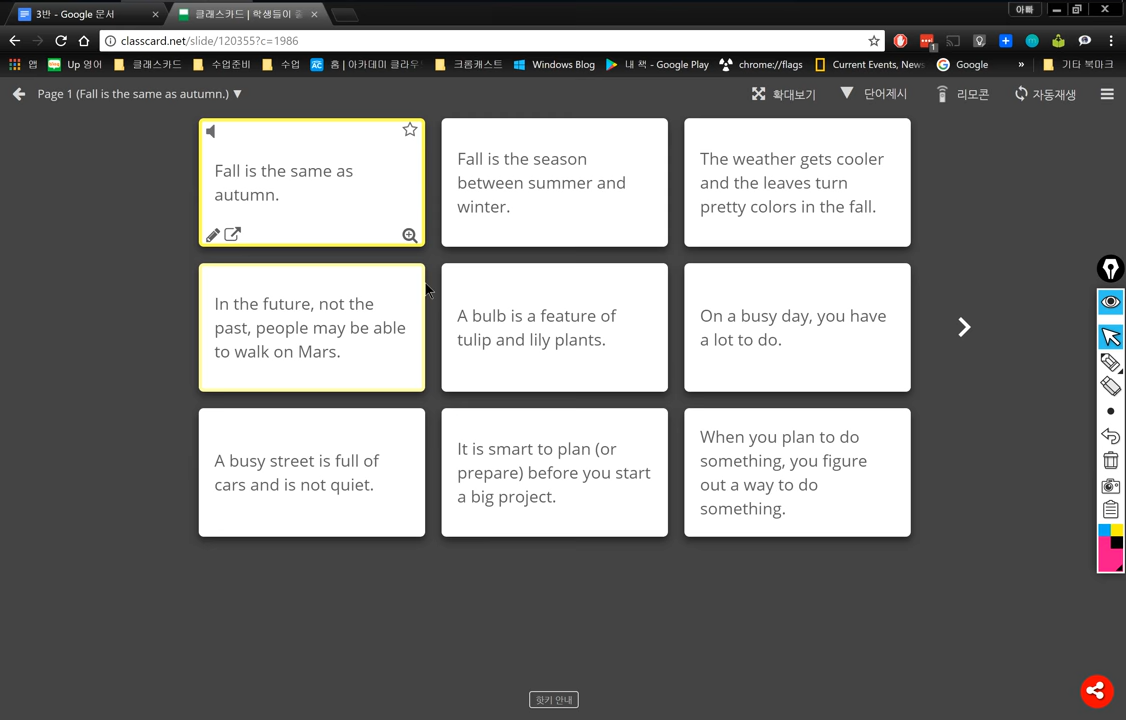 3반 - Google 문서
클래스카드 | 학생들이 좋
아빠
classcard.net/slide/120355?c=1986
1
앱
Up 영어
클래스카드
수업준비
수업
홈 | 아카데미 클라우
크롬캐스트
Windows Blog
내 책 - Google Play
chrome://flags
Current Events, News
Google
»
기타 북마크
Page 1 (Fall is the same as autumn.) ▼
확대보기
단어제시
리모콘
자동재생
Fall is the same as
autumn.
Fall is the season
between summer and
winter.
The weather gets cooler
and the leaves turn
pretty colors in the fall.
In the future, not the
past, people may be able
to walk on Mars.
A bulb is a feature of
tulip and lily plants.
On a busy day, you have
a lot to do.
A busy street is full of
cars and is not quiet.
It is smart to plan (or
prepare) before you start
a big project.
When you plan to do
something, you figure
out a way to do
something.
핫키 안내